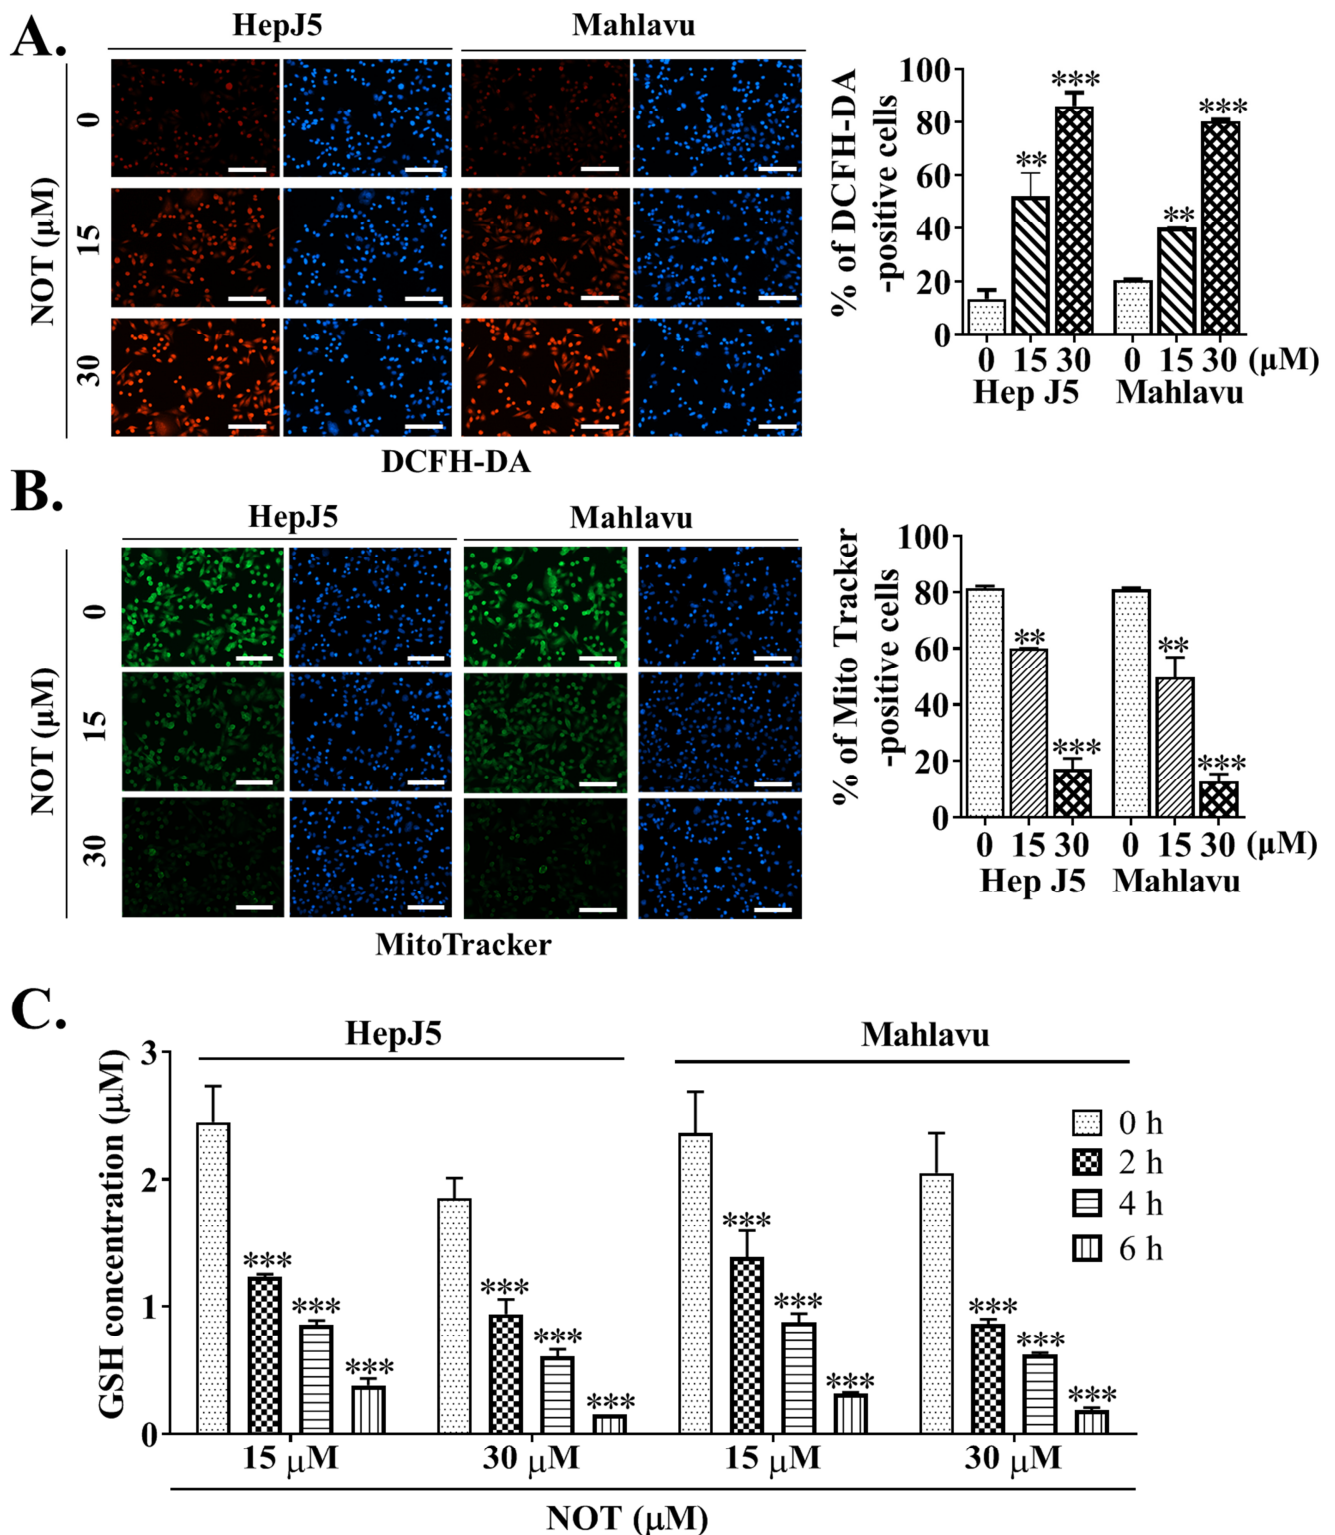 A.
HepJ5 Mahlavu
NOT (μM)
0
15
30
DCFH-DA
% of DCFH-DA
-positive cells
100
80
60
40
20
0
***
**
***
**
0 15 30 0 15 30 (μM)
Hep J5 Mahlavu
B.
HepJ5 Mahlavu
NOT (μM)
0
15
30
MitoTracker
% of Mito Tracker
-positive cells
100
80
60
40
20
0
**
***
**
***
0 15 30 0 15 30 (μM)
Hep J5 Mahlavu
C.
HepJ5 Mahlavu
GSH concentration (μM)
3
2
1
0
*** *** ***
*** *** ***
*** *** ***
*** *** ***
0 h
2 h
4 h
6 h
15 μM 30 μM 15 μM 30 μM
NOT (μM)